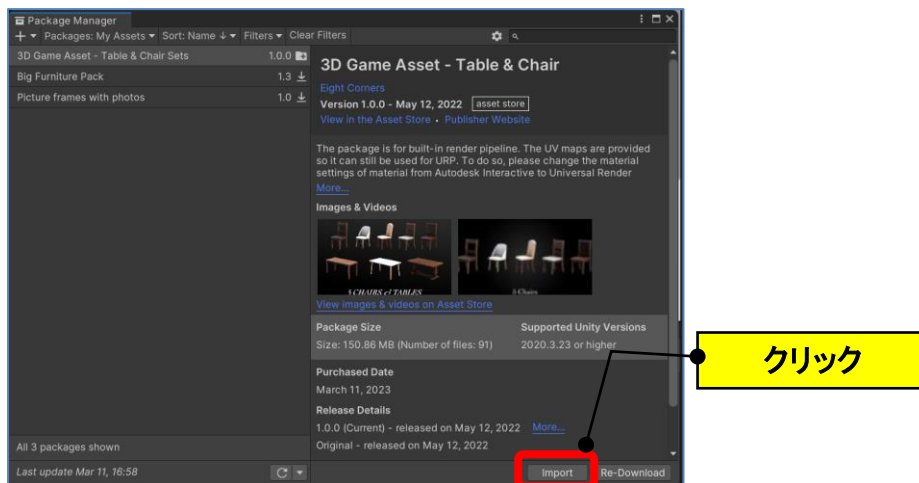 Package Manager
+ Packages: My Assets Sort: Name ↓ Filters Clear Filters
3D Game Asset - Table & Chair Sets 1.0.0
Big Furniture Pack 1.3
Picture frames with photos 1.0
All 3 packages shown
Last update Mar 11, 16:58
3D Game Asset - Table & Chair
Eight Corners
Version 1.0.0 - May 12, 2022 asset store
View in the Asset Store • Publisher Website
The package is for built-in render pipeline. The UV maps are provided
so it can still be used for URP. To do so, please change the material
settings of material from Autodesk Interactive to Universal Render
More...
Images & Videos
5 CHAIRS & TABLES
5 Chairs
View images & videos on Asset Store
Package Size Supported Unity Versions
Size: 150.86 MB (Number of files: 91) 2020.3.23 or higher
Purchased Date
March 11, 2023
Release Details
1.0.0 (Current) - released on May 12, 2022 More...
Original - released on May 12, 2022
Import Re-Download
クリック